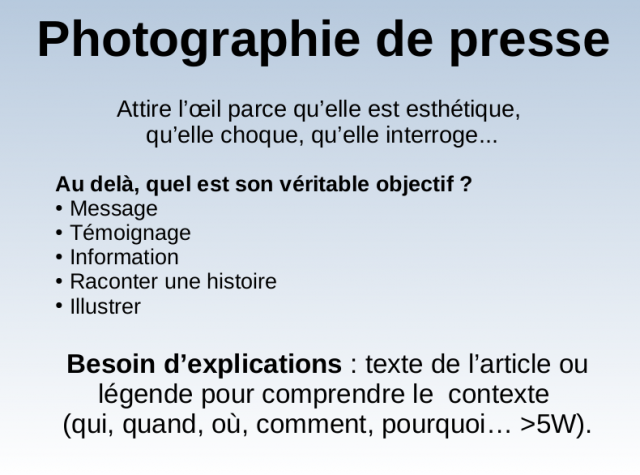 Photographie de presse
Attire l’œil parce qu’elle est esthétique,
qu’elle choque, qu’elle interroge...
Au delà, quel est son véritable objectif ?
• Message
• Témoignage
• Information
• Raconter une histoire
• Illustrer
Besoin d’explications : texte de l’article ou
légende pour comprendre le  contexte
(qui, quand, où, comment, pourquoi… >5W).